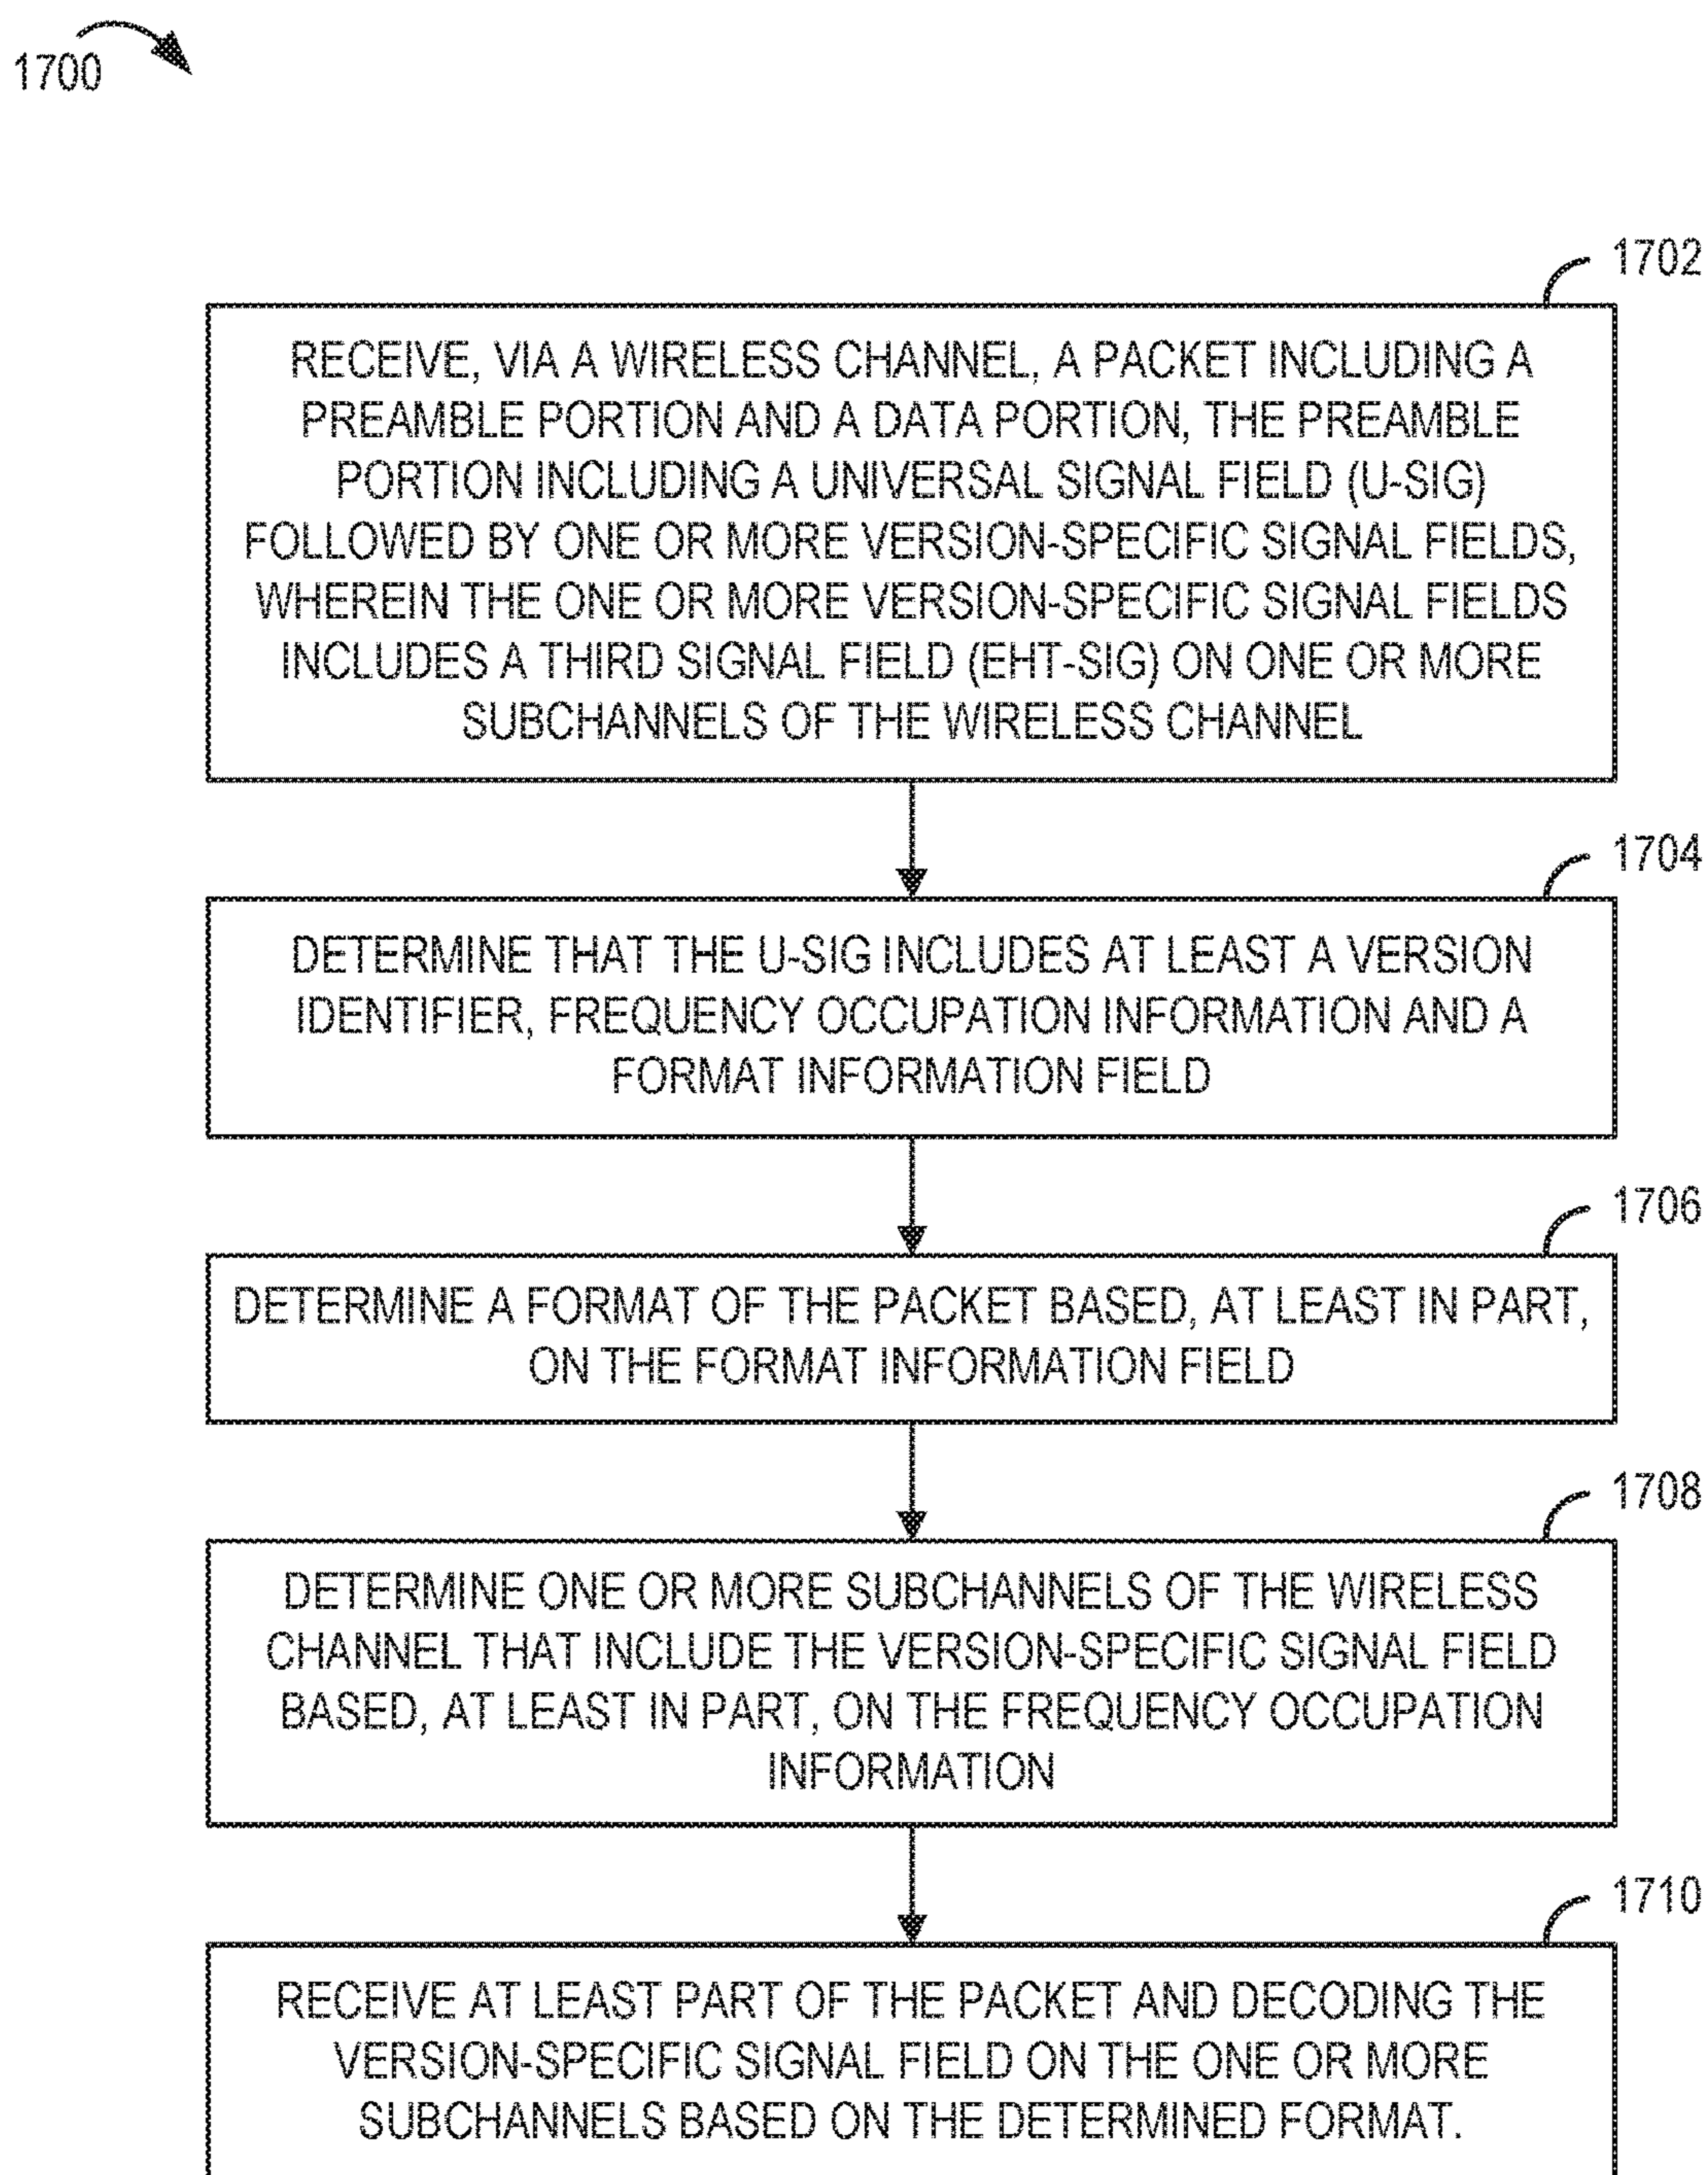 1700
1702
RECEIVE, VIA A WIRELESS CHANNEL, A PACKET INCLUDING A
PREAMBLE PORTION AND A DATA PORTION, THE PREAMBLE
PORTION INCLUDING A UNIVERSAL SIGNAL FIELD (U-SIG)
FOLLOWED BY ONE OR MORE VERSION-SPECIFIC SIGNAL FIELDS,
WHEREIN THE ONE OR MORE VERSION-SPECIFIC SIGNAL FIELDS
INCLUDES A THIRD SIGNAL FIELD (EHT-SIG) ON ONE OR MORE
SUBCHANNELS OF THE WIRELESS CHANNEL
1704
DETERMINE THAT THE U-SIG INCLUDES AT LEAST A VERSION
IDENTIFIER, FREQUENCY OCCUPATION INFORMATION AND A
FORMAT INFORMATION FIELD
1706
DETERMINE A FORMAT OF THE PACKET BASED, AT LEAST IN PART,
ON THE FORMAT INFORMATION FIELD
1708
DETERMINE ONE OR MORE SUBCHANNELS OF THE WIRELESS
CHANNEL THAT INCLUDE THE VERSION-SPECIFIC SIGNAL FIELD
BASED, AT LEAST IN PART, ON THE FREQUENCY OCCUPATION
INFORMATION
1710
RECEIVE AT LEAST PART OF THE PACKET AND DECODING THE
VERSION-SPECIFIC SIGNAL FIELD ON THE ONE OR MORE
SUBCHANNELS BASED ON THE DETERMINED FORMAT.